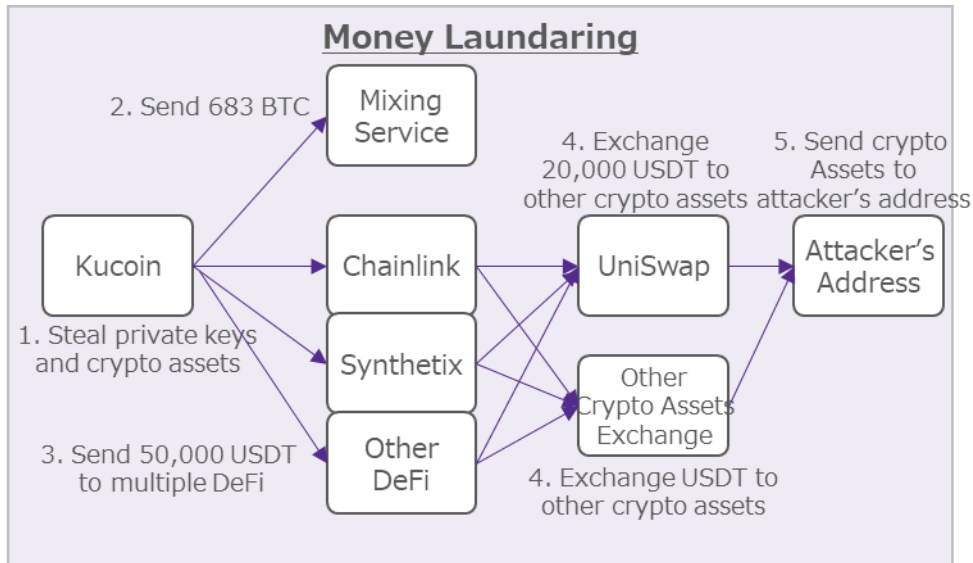 Money Laundaring
2. Send 683 BTC
Mixing
Service
4. Exchange
20,000 USDT to
other crypto assets
5. Send crypto
Assets to
attacker’s address
Kucoin
Chainlink
UniSwap
Attacker’s
Address
1. Steal private keys
and crypto assets
Synthetix
Other
Crypto Assets
Exchange
3. Send 50,000 USDT
to multiple DeFi
Other
DeFi
4. Exchange USDT to
other crypto assets